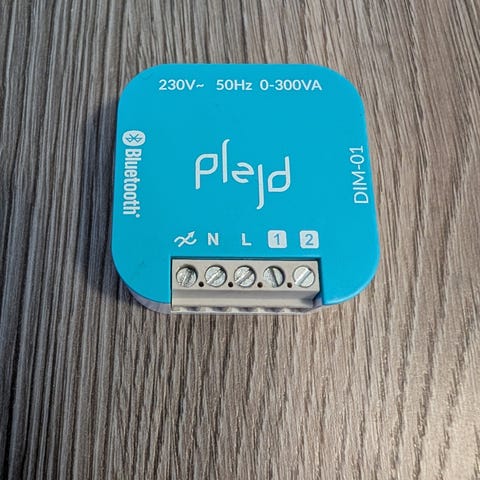 230V~ 50Hz 0-300VA
Bluetooth®
plejd
DIM-01
N L 1 2